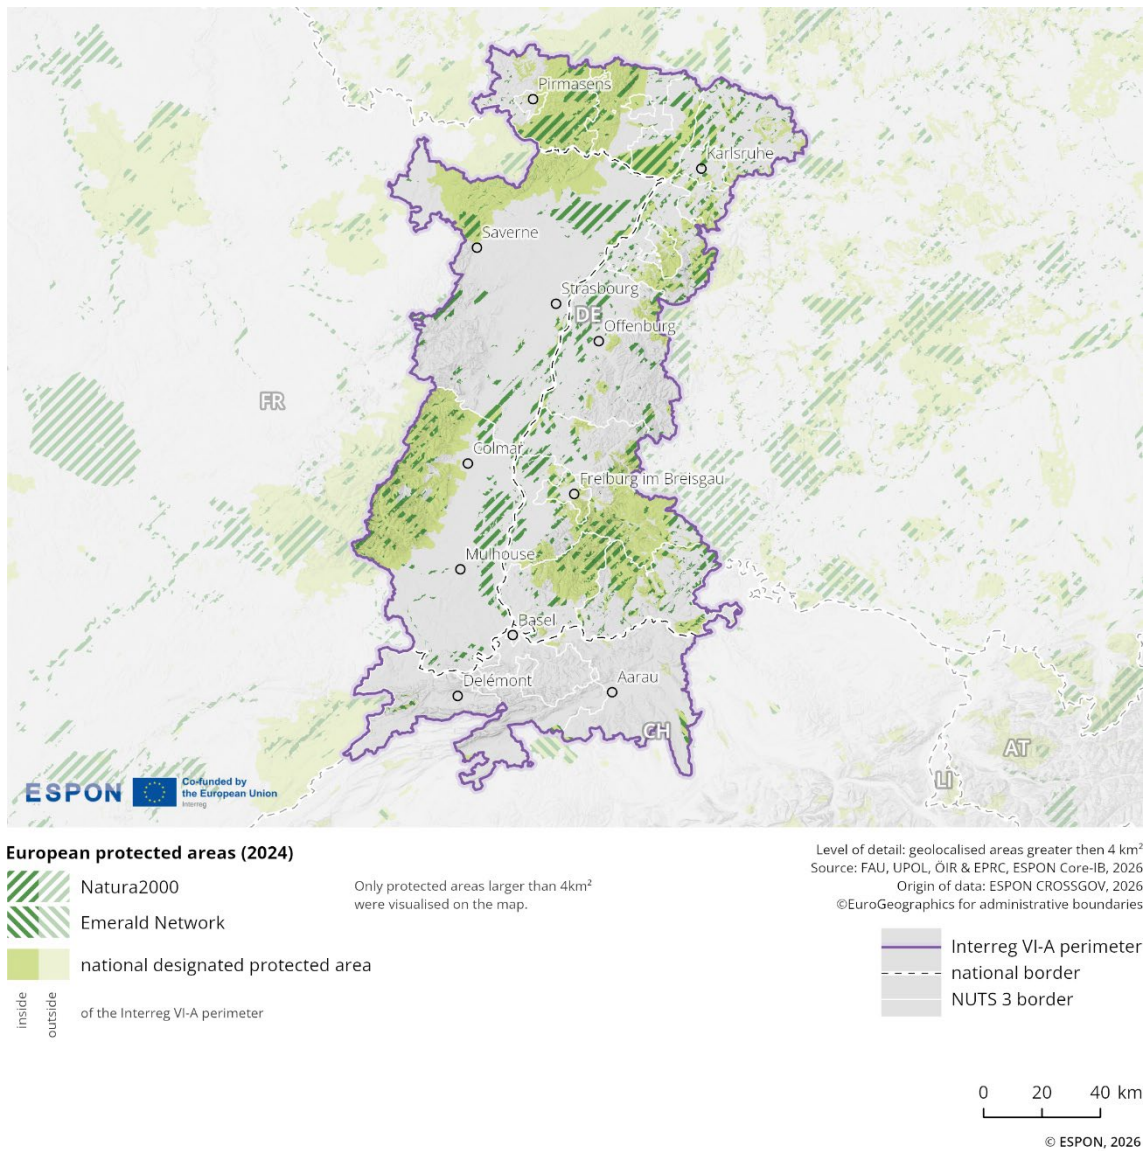 Pirmasens
Karlsruhe
Saverne
Strasbourg
DE
Offenburg
FR
Colmar
Freiburg im Breisgau
Mulhouse
Basel
Delémont
Aarau
CH
AT
LI
ESPON
Co-funded by
the European Union
Interreg
European protected areas (2024)
Natura2000
Emerald Network
national designated protected area
inside
outside
of the Interreg VI-A perimeter
Only protected areas larger than 4km²
were visualised on the map.
Level of detail: geolocalised areas greater then 4 km²
Source: FAU, UPOL, ÖIR & EPRC, ESPON Core-IB, 2026
Origin of data: ESPON CROSSGOV, 2026
©EuroGeographics for administrative boundaries
Interreg VI-A perimeter
national border
NUTS 3 border
0 20 40 km
© ESPON, 2026